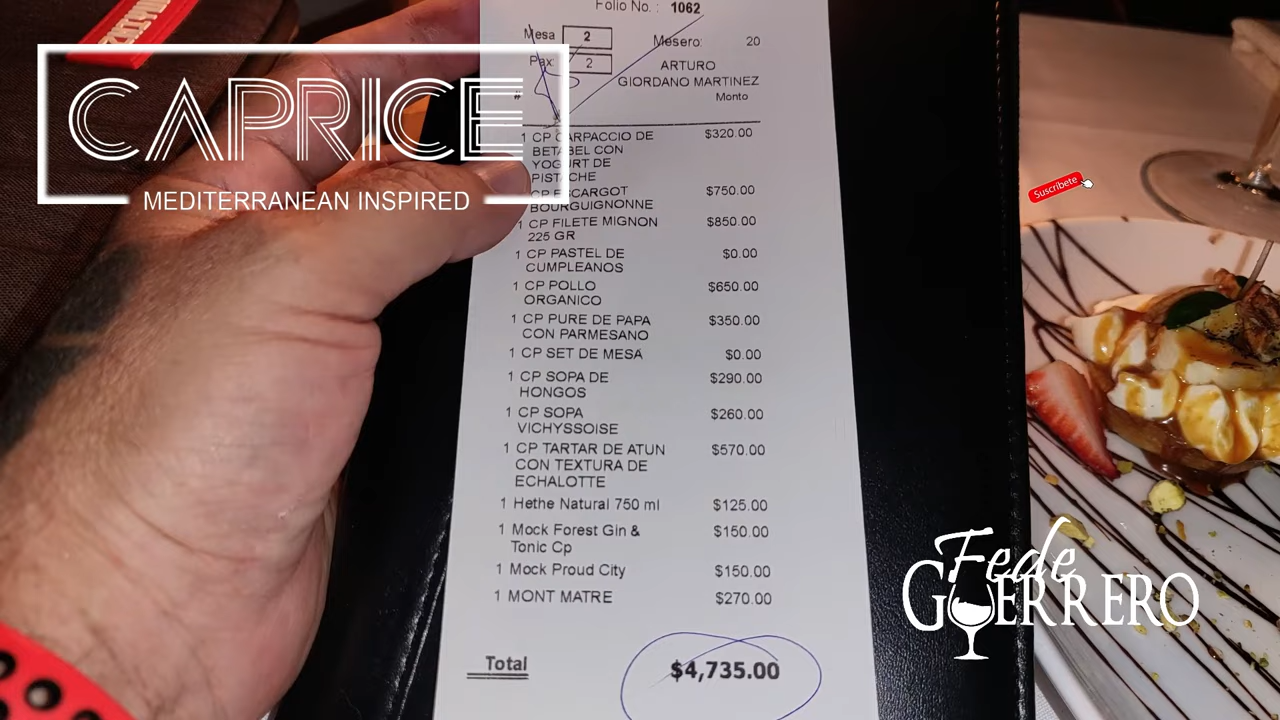 Folio No. : 1062
Mesa 2 Mesero: 20
Pax: 2 ARTURO
GIORDANO MARTINEZ
# Monto
1 CP CARPACCIO DE $320.00
BETABEL CON
YOGURT DE
PISTACHE
CP ESCARGOT $750.00
BOURGUIGNONNE
1 CP FILETE MIGNON $850.00
225 GR
1 CP PASTEL DE $0.00
CUMPLEANOS
1 CP POLLO $650.00
ORGANICO
1 CP PURE DE PAPA $350.00
CON PARMESANO
1 CP SET DE MESA $0.00
1 CP SOPA DE $290.00
HONGOS
1 CP SOPA $260.00
VICHYSSOISE
1 CP TARTAR DE ATUN $570.00
CON TEXTURA DE
ECHALOTTE
1 Hethe Natural 750 ml $125.00
1 Mock Forest Gin & $150.00
Tonic Cp
1 Mock Proud City $150.00
1 MONT MATRE $270.00
Total $4,735.00
CAPRICE
MEDITERRANEAN INSPIRED
Suscribete
Fede
GUERRERO